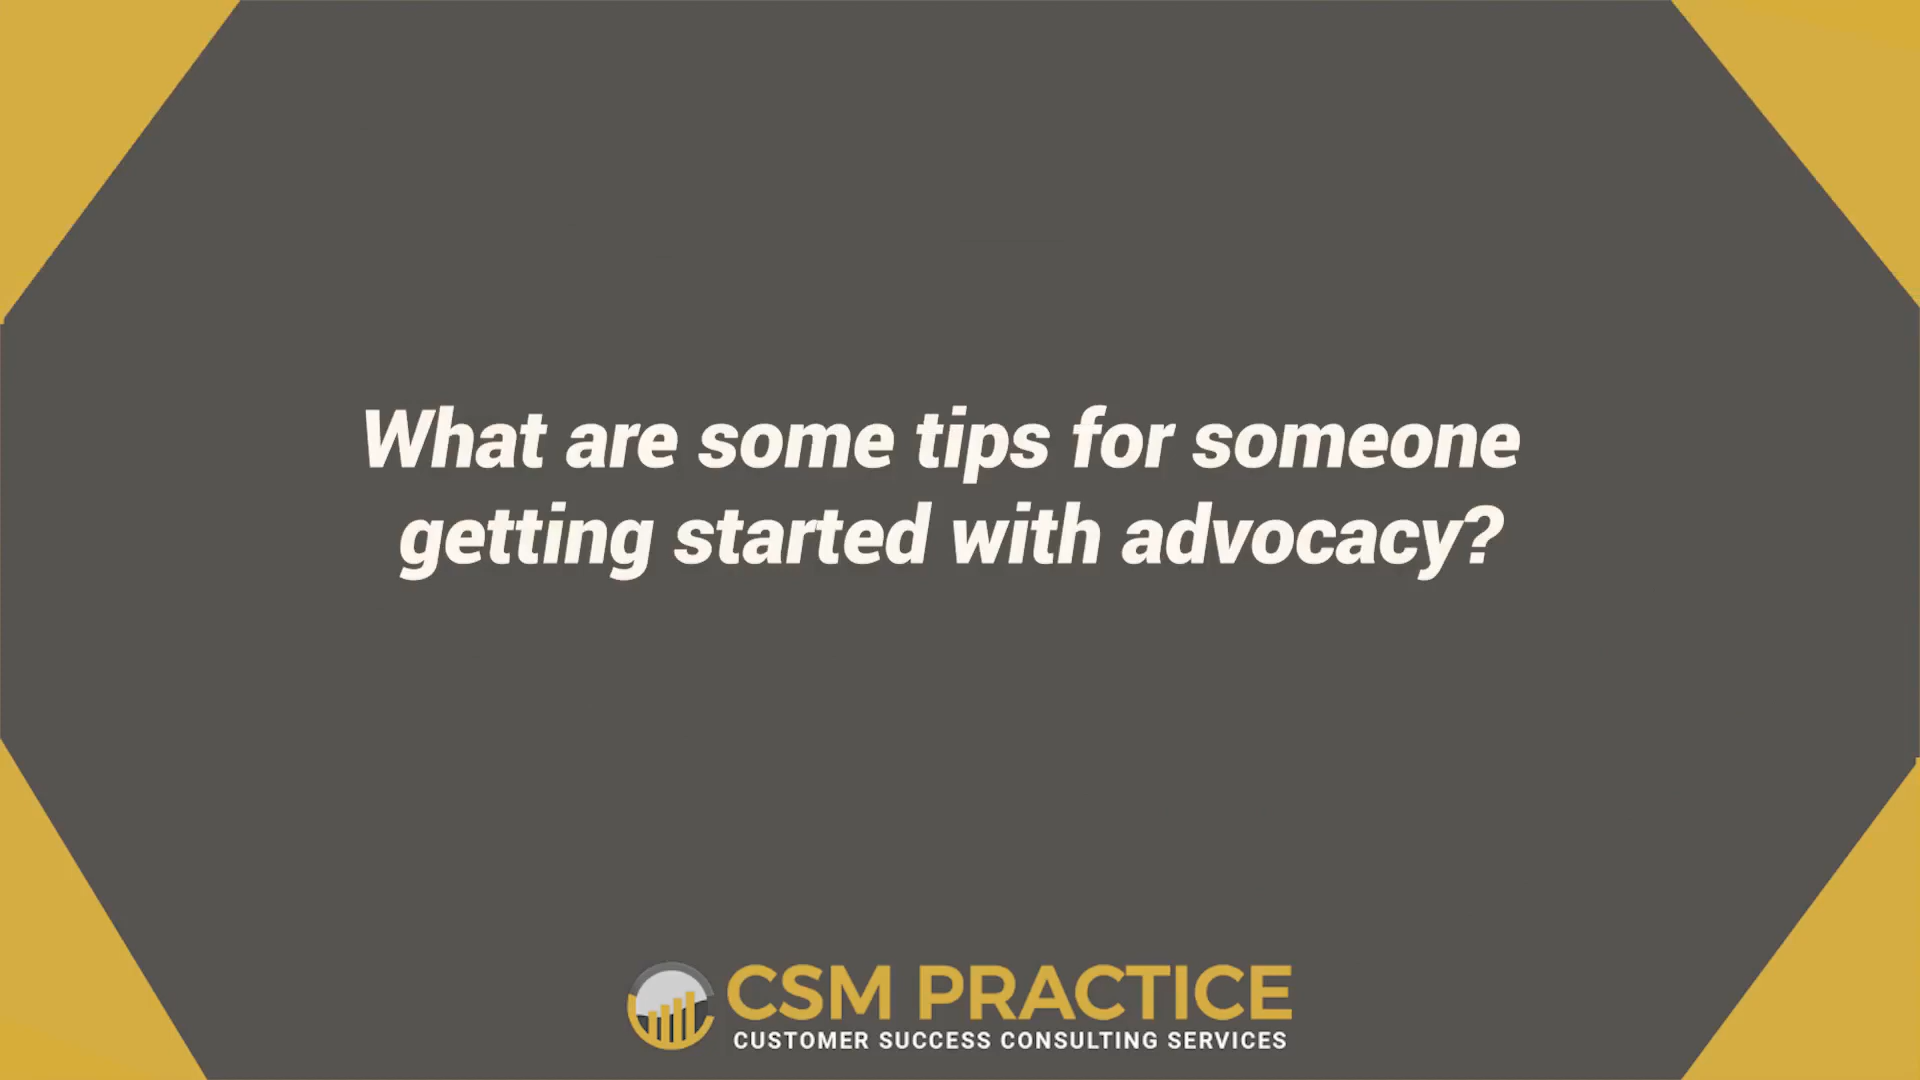 What are some tips for someone
getting started with advocacy?
CSM PRACTICE
CUSTOMER SUCCESS CONSULTING SERVICES